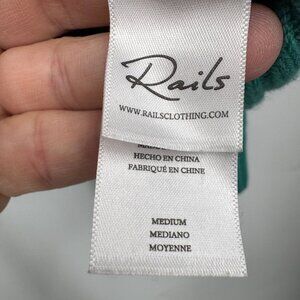 Rails
WWW.RAILSCLOTHING.COM
HECHO EN CHINA
FABRIQUÉ EN CHINE
MEDIUM
MEDIANO
MOYENNE